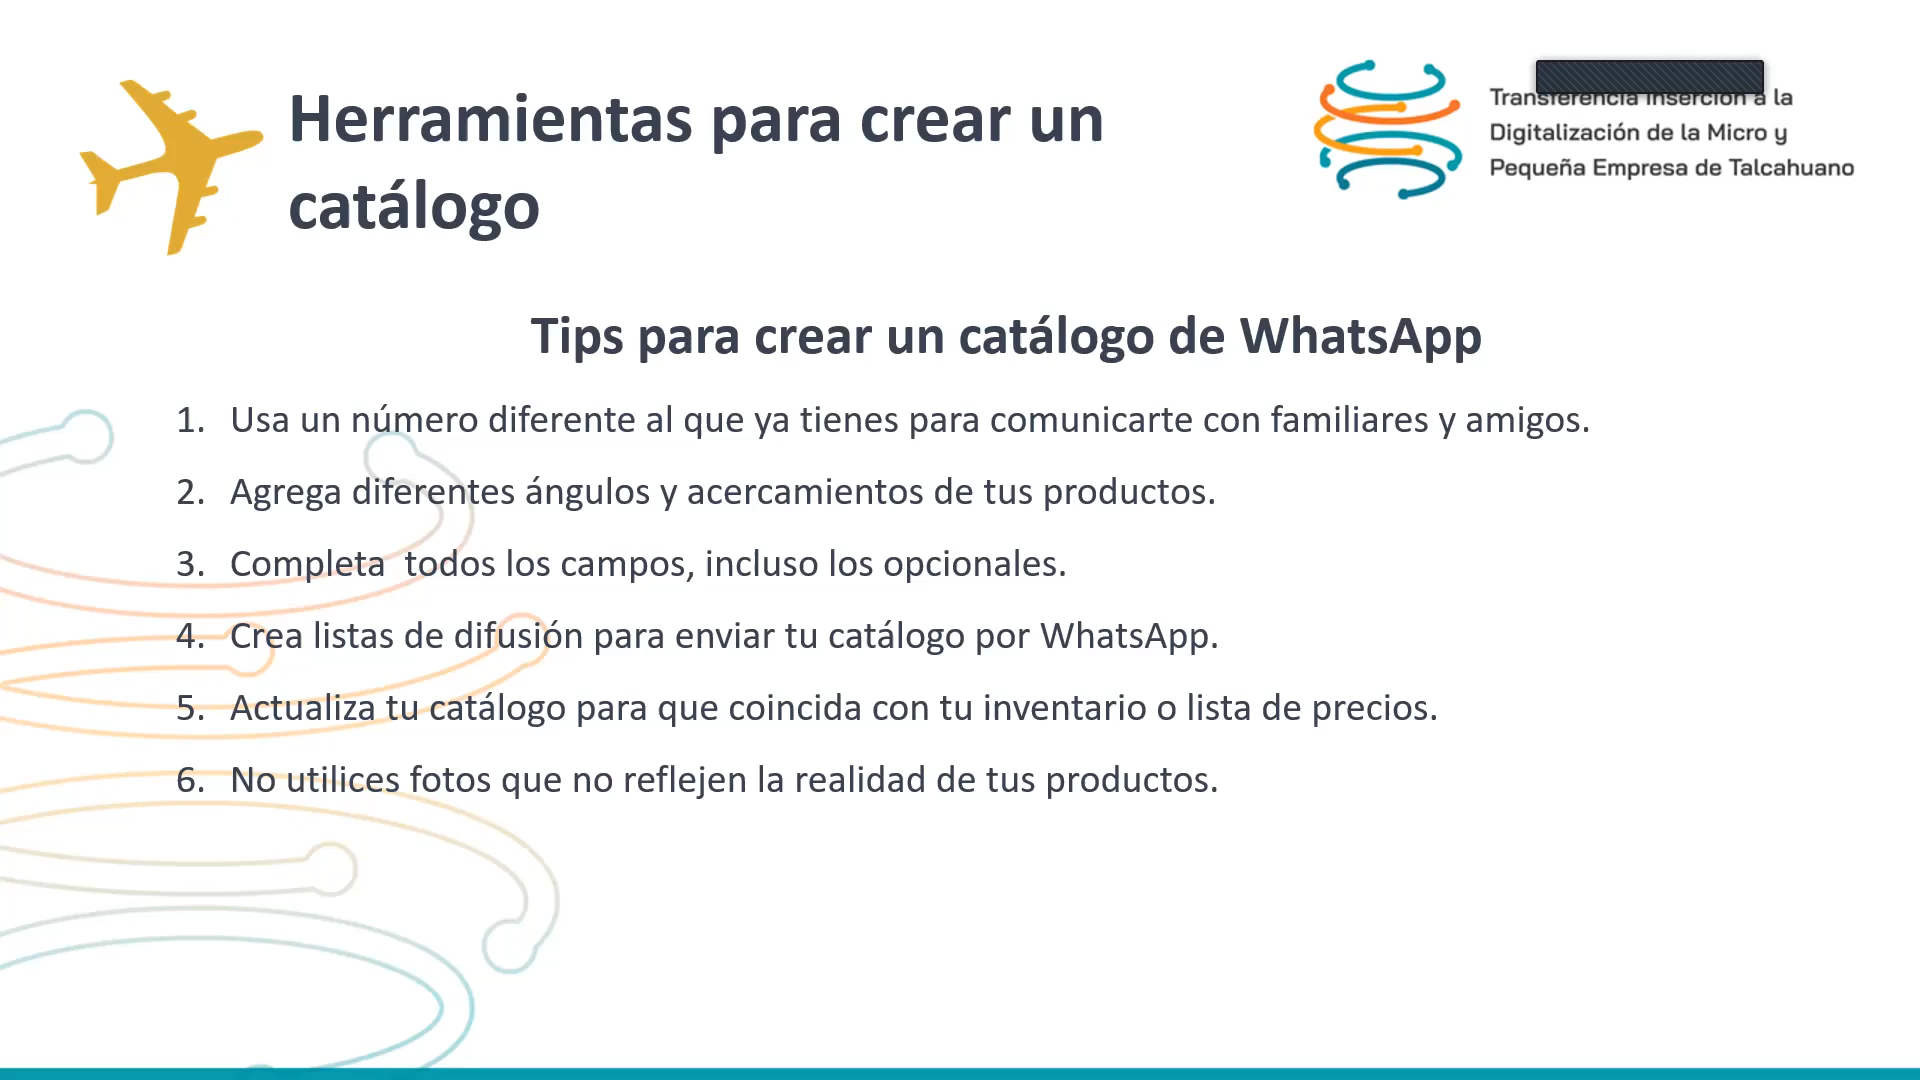 Herramientas para crear un
catálogo
Transferencia Inserción a la
Digitalización de la Micro y
Pequeña Empresa de Talcahuano
Tips para crear un catálogo de WhatsApp
1. Usa un número diferente al que ya tienes para comunicarte con familiares y amigos.
2. Agrega diferentes ángulos y acercamientos de tus productos.
3. Completa  todos los campos, incluso los opcionales.
4. Crea listas de difusión para enviar tu catálogo por WhatsApp.
5. Actualiza tu catálogo para que coincida con tu inventario o lista de precios.
6. No utilices fotos que no reflejen la realidad de tus productos.